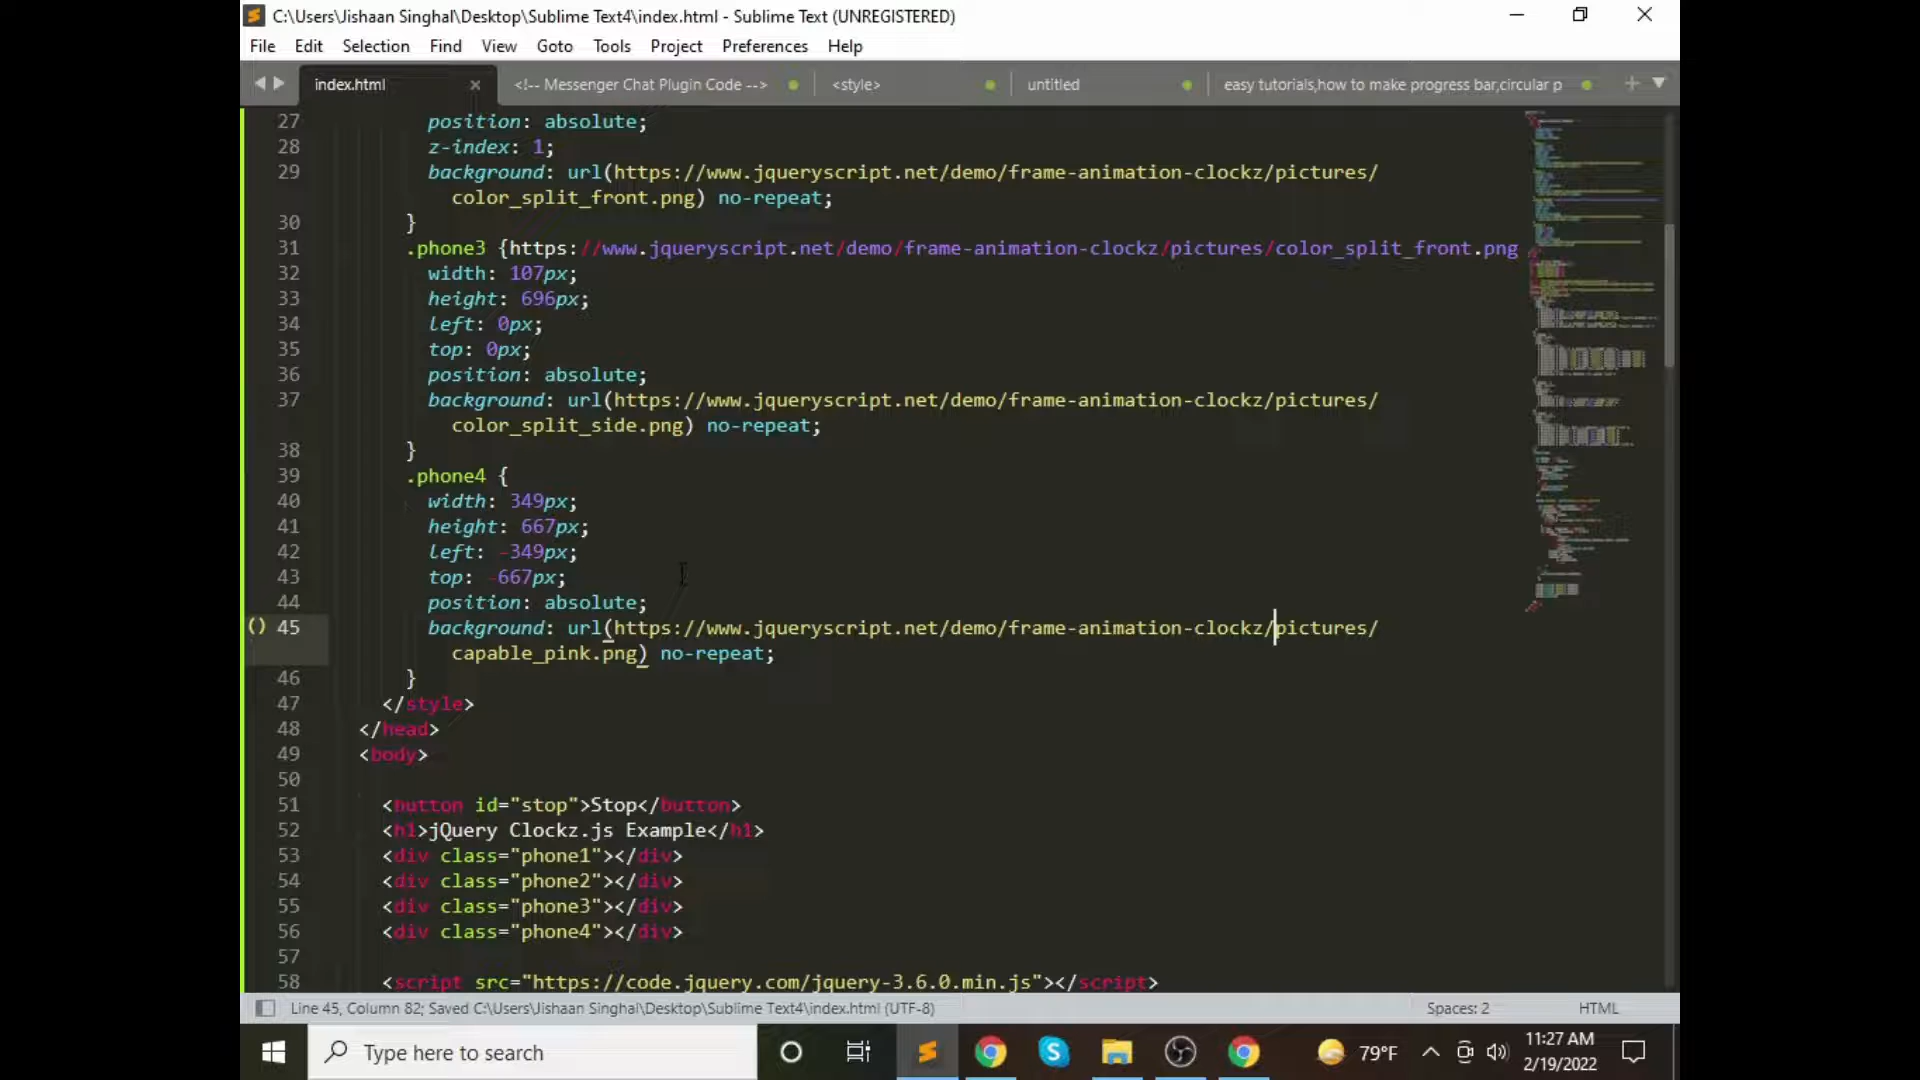 C:\Users\Jishaan Singhal\Desktop\Sublime Text4\index.html - Sublime Text (UNREGISTERED)
File Edit Selection Find View Goto Tools Project Preferences Help
index.html <!-- Messenger Chat Plugin Code --> <style> untitled easy tutorials,how to make progress bar,circular p
27 position: absolute;
28 z-index: 1;
29 background: url(https://www.jqueryscript.net/demo/frame-animation-clockz/pictures/
color_split_front.png) no-repeat;
30 }
31 .phone3 {https://www.jqueryscript.net/demo/frame-animation-clockz/pictures/color_split_front.png
32 width: 107px;
33 height: 696px;
34 left: 0px;
35 top: 0px;
36 position: absolute;
37 background: url(https://www.jqueryscript.net/demo/frame-animation-clockz/pictures/
color_split_side.png) no-repeat;
38 }
39 .phone4 {
40 width: 349px;
41 height: 667px;
42 left: -349px;
43 top: -667px;
44 position: absolute;
() 45 background: url(https://www.jqueryscript.net/demo/frame-animation-clockz/pictures/
capable_pink.png) no-repeat;
46 }
47 </style>
48 </head>
49 <body>
50
51 <button id="stop">Stop</button>
52 <h1>jQuery Clockz.js Example</h1>
53 <div class="phone1"></div>
54 <div class="phone2"></div>
55 <div class="phone3"></div>
56 <div class="phone4"></div>
57
58 <script src="https://code.jquery.com/jquery-3.6.0.min.js"></script>
Line 45, Column 82; Saved C:\Users\Jishaan Singhal\Desktop\Sublime Text4\index.html (UTF-8) Spaces: 2 HTML
Type here to search 79°F 11:27 AM
2/19/2022